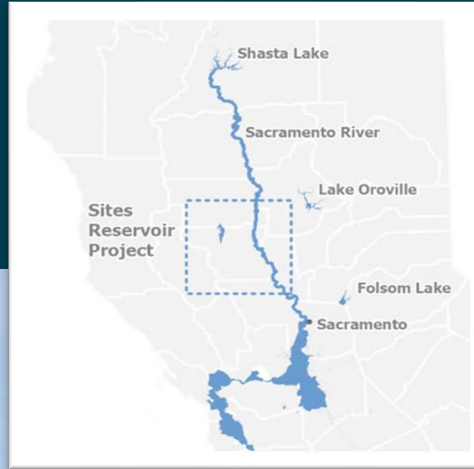 Shasta Lake
Sacramento River
Lake Oroville
Sites
Reservoir
Project
Folsom Lake
Sacramento